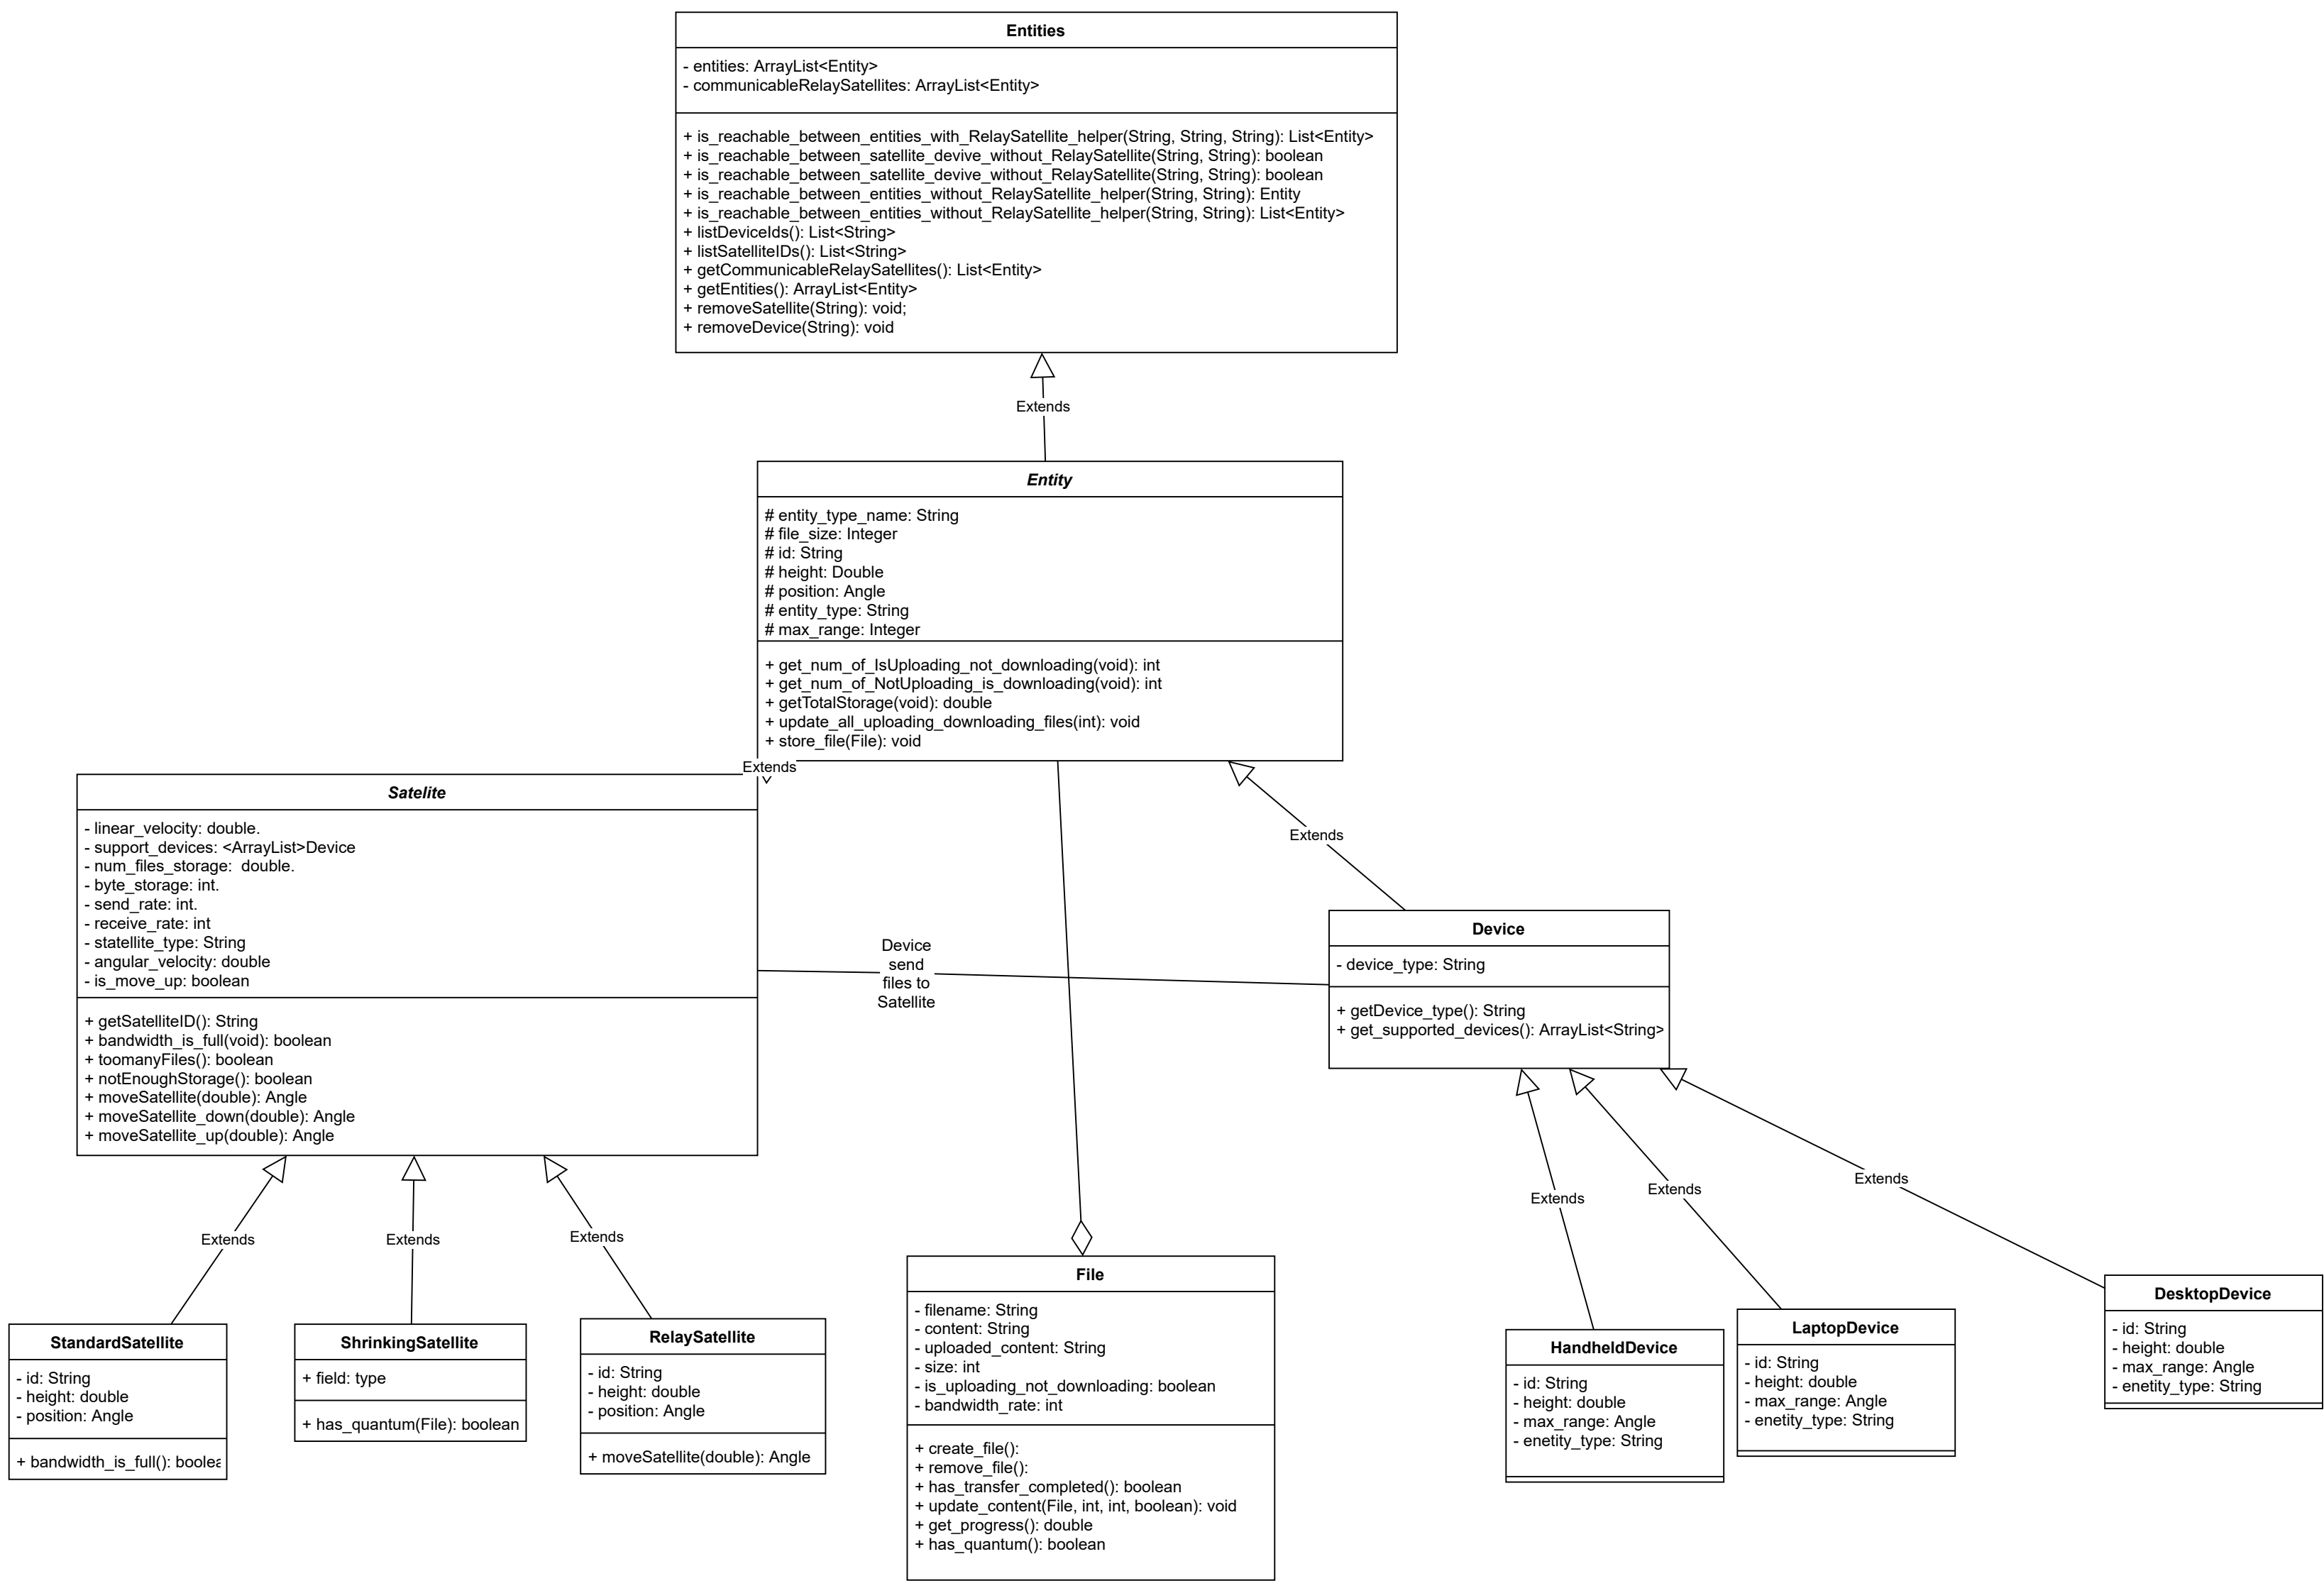 Entities
- entities: ArrayList<Entity>
- communicableRelaySatellites: ArrayList<Entity>
+ is_reachable_between_entities_with_RelaySatellite_helper(String, String, String): List<Entity>
+ is_reachable_between_satellite_devive_without_RelaySatellite(String, String): boolean
+ is_reachable_between_satellite_devive_without_RelaySatellite(String, String): boolean
+ is_reachable_between_entities_without_RelaySatellite_helper(String, String): Entity
+ is_reachable_between_entities_without_RelaySatellite_helper(String, String): List<Entity>
+ listDeviceIds(): List<String>
+ listSatelliteIDs(): List<String>
+ getCommunicableRelaySatellites(): List<Entity>
+ getEntities(): ArrayList<Entity>
+ removeSatellite(String): void;
+ removeDevice(String): void
Extends
Entity
# entity_type_name: String
# file_size: Integer
# id: String
# height: Double
# position: Angle
# entity_type: String
# max_range: Integer
+ get_num_of_IsUploading_not_downloading(void): int
+ get_num_of_NotUploading_is_downloading(void): int
+ getTotalStorage(void): double
+ update_all_uploading_downloading_files(int): void
+ store_file(File): void
Extends
Satelite
- linear_velocity: double.
- support_devices: <ArrayList>Device
- num_files_storage:  double.
- byte_storage: int.
- send_rate: int.
- receive_rate: int
- statellite_type: String
- angular_velocity: double
- is_move_up: boolean
+ getSatelliteID(): String
+ bandwidth_is_full(void): boolean
+ toomanyFiles(): boolean
+ notEnoughStorage(): boolean
+ moveSatellite(double): Angle
+ moveSatellite_down(double): Angle
+ moveSatellite_up(double): Angle
Device
send
files to
Satellite
Extends
Device
- device_type: String
+ getDevice_type(): String
+ get_supported_devices(): ArrayList<String>
Extends
Extends
Extends
Extends
Extends
Extends
StandardSatellite
- id: String
- height: double
- position: Angle
+ bandwidth_is_full(): boolea
ShrinkingSatellite
+ field: type
+ has_quantum(File): boolean
RelaySatellite
- id: String
- height: double
- position: Angle
+ moveSatellite(double): Angle
File
- filename: String
- content: String
- uploaded_content: String
- size: int
- is_uploading_not_downloading: boolean
- bandwidth_rate: int
+ create_file():
+ remove_file():
+ has_transfer_completed(): boolean
+ update_content(File, int, int, boolean): void
+ get_progress(): double
+ has_quantum(): boolean
HandheldDevice
- id: String
- height: double
- max_range: Angle
- enetity_type: String
LaptopDevice
- id: String
- height: double
- max_range: Angle
- enetity_type: String
DesktopDevice
- id: String
- height: double
- max_range: Angle
- enetity_type: String